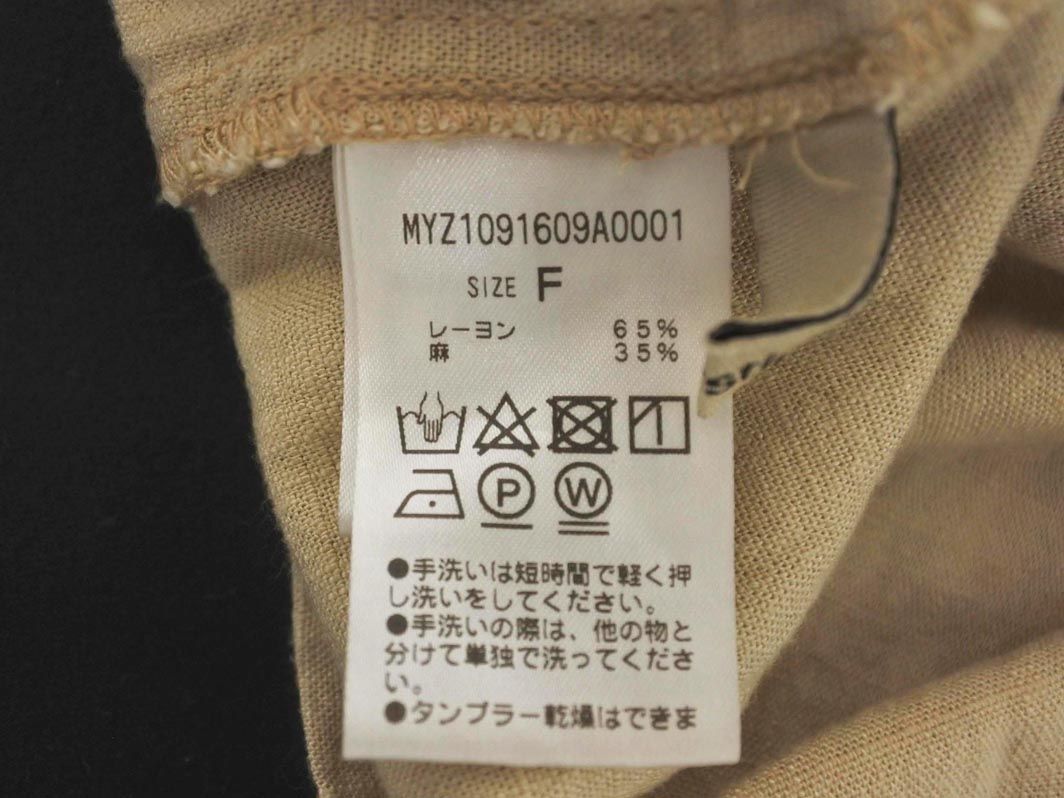 MYZ1091609A0001
SIZE F
レーヨン 65%
麻 35%
P W
●手洗いは短時間で軽く押
し洗いをしてください。
●手洗いの際は、他の物と
分けて単独で洗ってくださ
い。
●タンブラー乾燥はできま